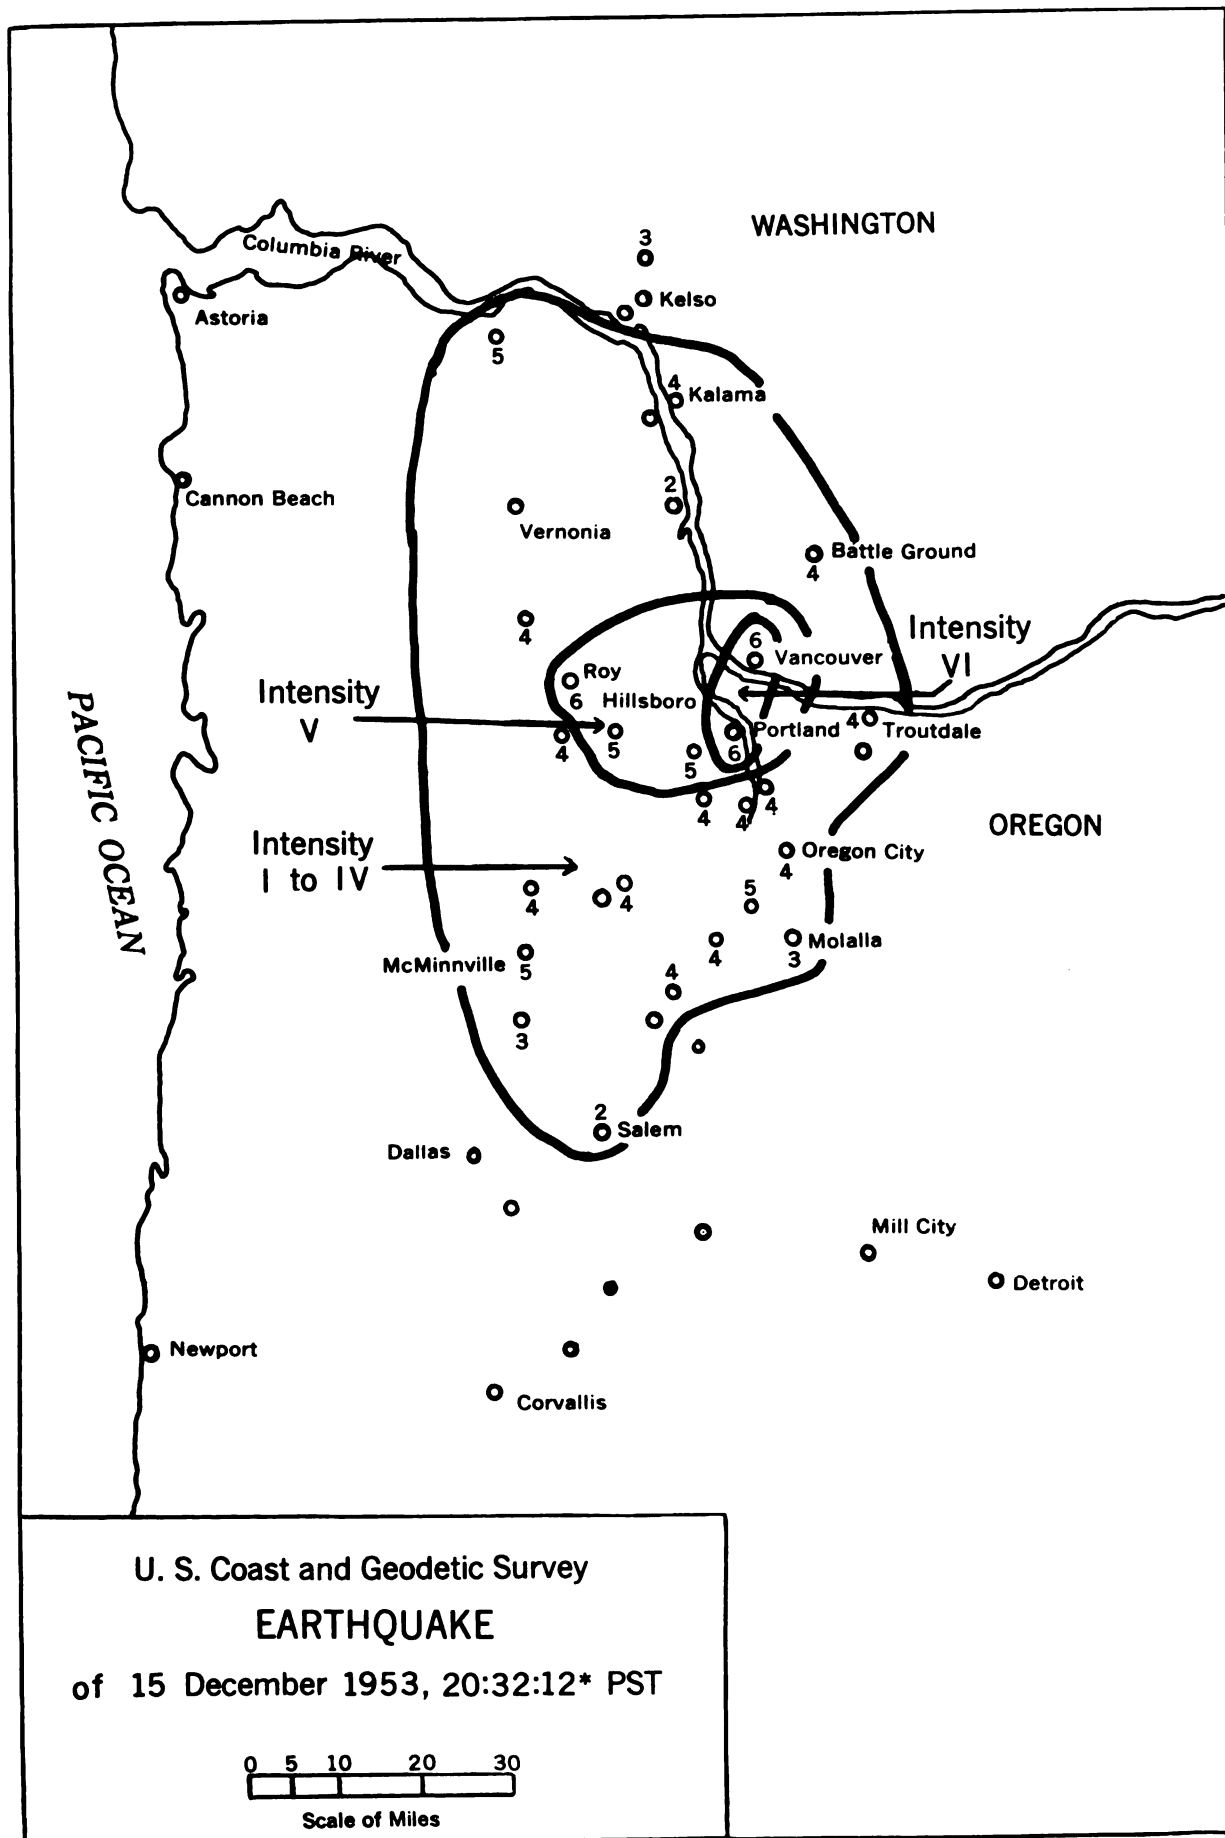 WASHINGTON
3
Columbia River
Kelso
Astoria
5
4
Kalama
2
Cannon Beach
Vernonia
Battle Ground
4
4
Intensity
VI
6
Vancouver
Roy
6
Hillsboro
Intensity
V
4
Troutdale
Portland
4
5
5
6
PACIFIC OCEAN
4
4
4
OREGON
Intensity
I to IV
Oregon City
4
4
4
5
Molalla
4
3
McMinnville
5
4
3
2
Salem
Dallas
Mill City
Detroit
Newport
Corvallis
U. S. Coast and Geodetic Survey
EARTHQUAKE
of 15 December 1953, 20:32:12* PST
0 5 10 20 30
Scale of Miles